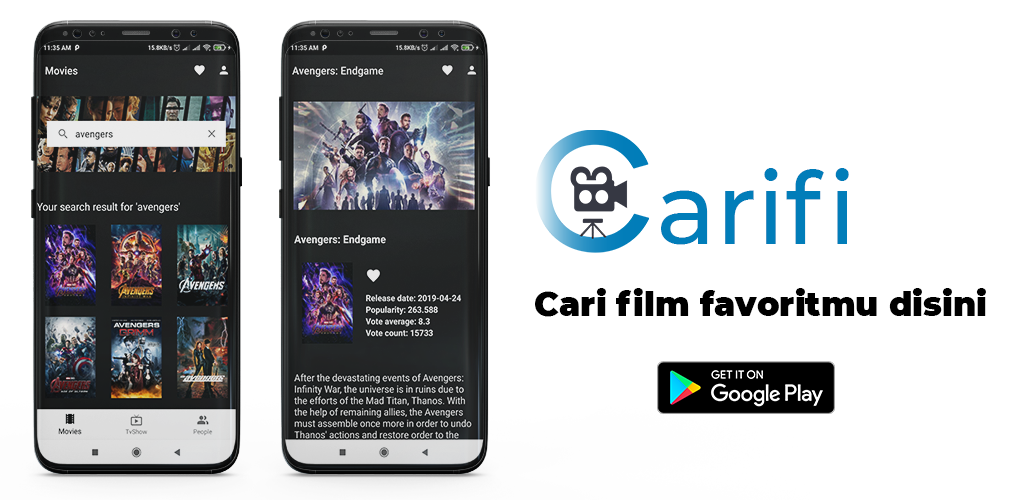 11:35 AM P
15.8KB/s
Movies
avengers
Your search result for 'avengers'
AVENGERS
AVENGERS
GRIMM
Movies
TvShow
People
11:35 AM P
15.8KB/s
Avengers: Endgame
Avengers: Endgame
Release date: 2019-04-24
Popularity: 263.588
Vote average: 8.3
Vote count: 15733
After the devastating events of Avengers:
Infinity War, the universe is in ruins due to
the efforts of the Mad Titan, Thanos. With
the help of remaining allies, the Avengers
must assemble once more in order to undo
Thanos' actions and restore order to the
Carifi
Cari film favoritmu disini
GET IT ON
Google Play